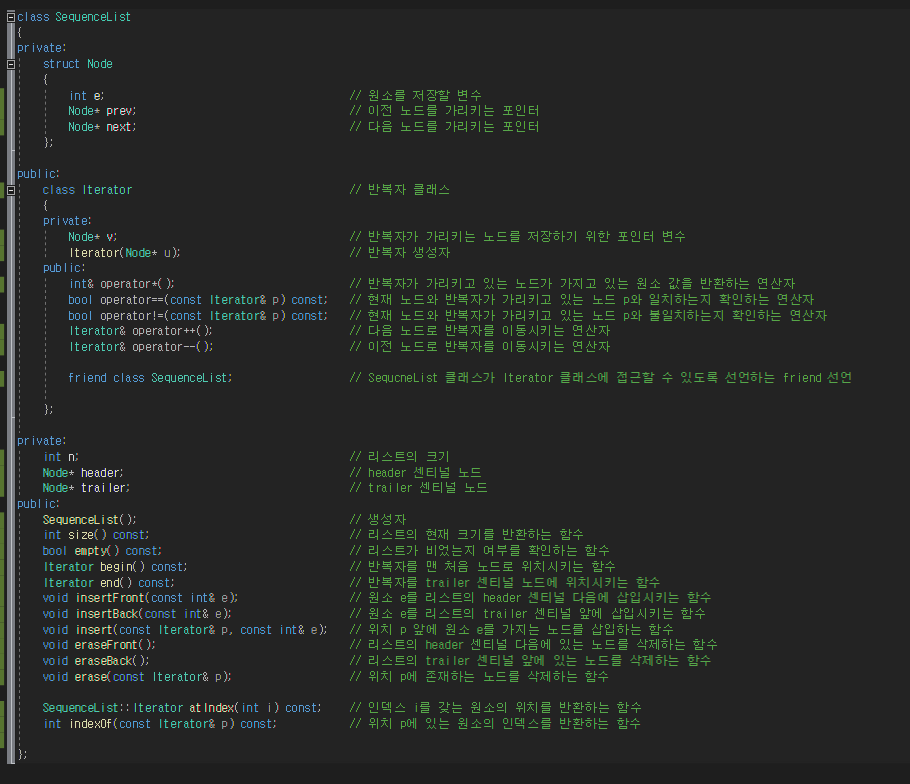 class SequenceList
{
private:
struct Node
{
int e; // 원소를 저장할 변수
Node* prev; // 이전 노드를 가리키는 포인터
Node* next; // 다음 노드를 가리키는 포인터
};
public:
class Iterator // 반복자 클래스
{
private:
Node* v; // 반복자가 가리키는 노드를 저장하기 위한 포인터 변수
Iterator(Node* u); // 반복자 생성자
public:
int& operator*(); // 반복자가 가리키고 있는 노드가 가지고 있는 원소 값을 반환하는 연산자
bool operator==(const Iterator& p) const; // 현재 노드와 반복자가 가리키고 있는 노드 p와 일치하는지 확인하는 연산자
bool operator!=(const Iterator& p) const; // 현재 노드와 반복자가 가리키고 있는 노드 p와 불일치하는지 확인하는 연산자
Iterator& operator++(); // 다음 노드로 반복자를 이동시키는 연산자
Iterator& operator--(); // 이전 노드로 반복자를 이동시키는 연산자
friend class SequenceList; // SequcneList 클래스가 Iterator 클래스에 접근할 수 있도록 선언하는 friend 선언
};
private:
int n; // 리스트의 크기
Node* header; // header 센티널 노드
Node* trailer; // trailer 센티널 노드
public:
SequenceList(); // 생성자
int size() const; // 리스트의 현재 크기를 반환하는 함수
bool empty() const; // 리스트가 비었는지 여부를 확인하는 함수
Iterator begin() const; // 반복자를 맨 처음 노드로 위치시키는 함수
Iterator end() const; // 반복자를 trailer 센티널 노드에 위치시키는 함수
void insertFront(const int& e); // 원소 e를 리스트의 header 센티널 다음에 삽입시키는 함수
void insertBack(const int& e); // 원소 e를 리스트의 trailer 센티널 앞에 삽입시키는 함수
void insert(const Iterator& p, const int& e); // 위치 p 앞에 원소 e를 가지는 노드를 삽입하는 함수
void eraseFront(); // 리스트의 header 센티널 다음에 있는 노드를 삭제하는 함수
void eraseBack(); // 리스트의 trailer 센티널 앞에 있는 노드를 삭제하는 함수
void erase(const Iterator& p); // 위치 p에 존재하는 노드를 삭제하는 함수
SequenceList::Iterator atIndex(int i) const; // 인덱스 i를 갖는 원소의 위치를 반환하는 함수
int indexOf(const Iterator& p) const; // 위치 p에 있는 원소의 인덱스를 반환하는 함수
};